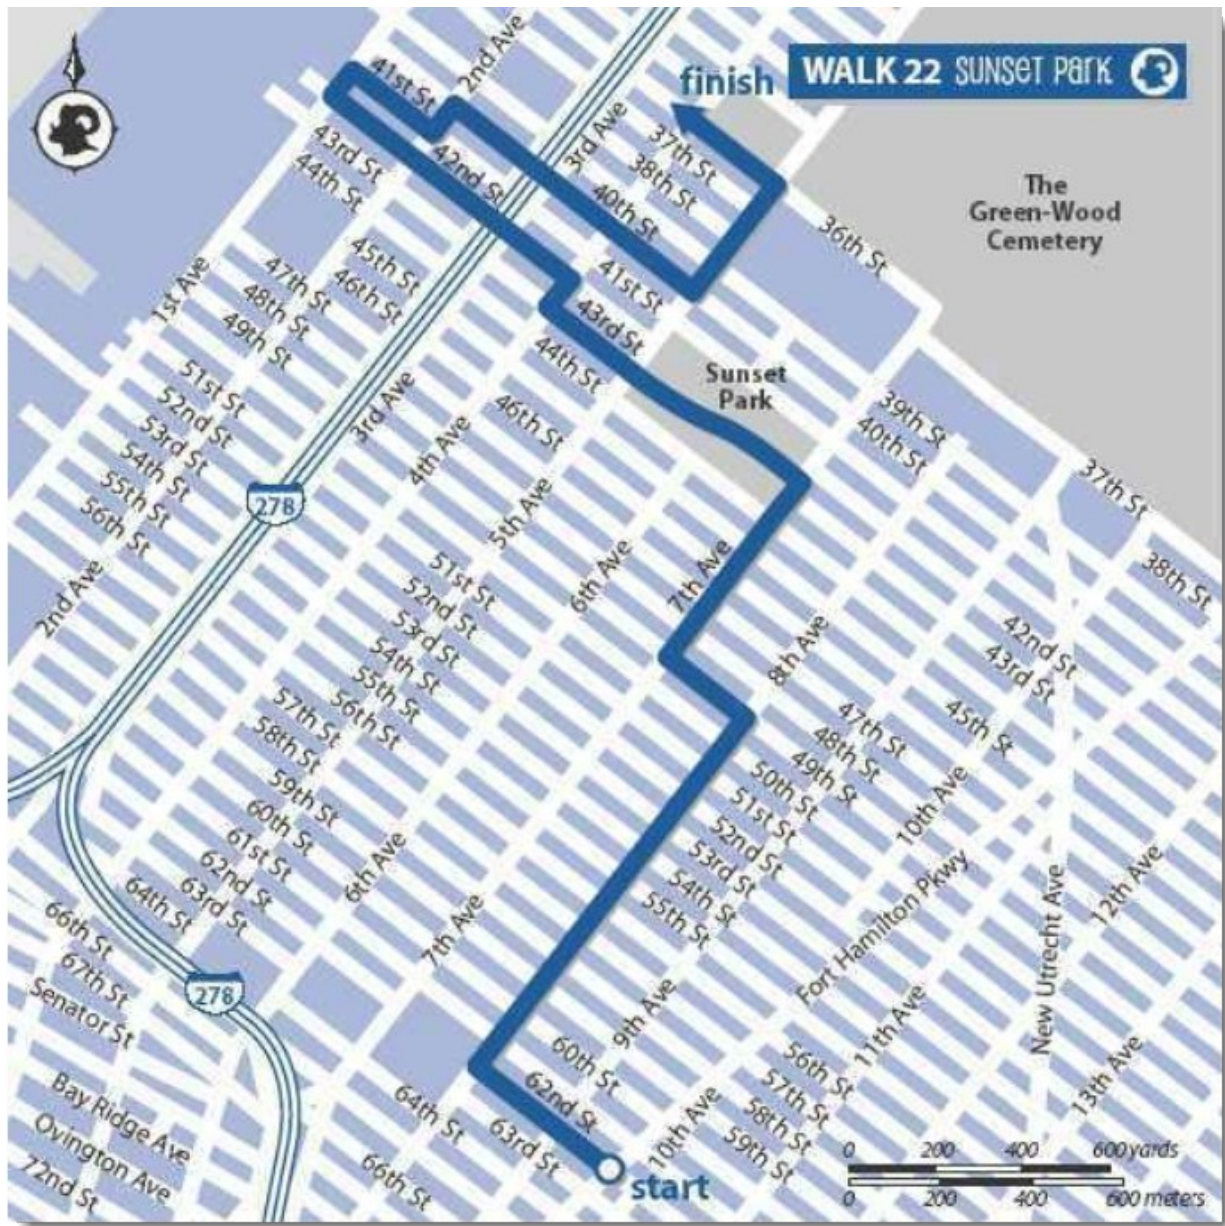 WALK 22 SUNSET PARK
finish
41st St
2nd Ave
3rd Ave
37th St
38th St
40th St
The
Green-Wood
Cemetery
36th St
43rd St
44th St
42nd St
41st St
43rd St
44th St
Sunset
Park
1st Ave
45th St
46th St
47th St
48th St
49th St
51st St
52nd St
53rd St
54th St
55th St
56th St
2nd Ave
278
3rd Ave
4th Ave
46th St
5th Ave
39th St
40th St
37th St
38th St
6th Ave
7th Ave
8th Ave
42nd St
43rd St
45th St
51st St
52nd St
53rd St
54th St
55th St
56th St
57th St
58th St
59th St
60th St
61st St
62nd St
63rd St
64th St
47th St
48th St
49th St
50th St
51st St
52nd St
53rd St
54th St
55th St
10th Ave
Fort Hamilton Pkwy
New Utrecht Ave
12th Ave
6th Ave
7th Ave
66th St
67th St
Senator St
278
9th Ave
11th Ave
13th Ave
60th St
62nd St
56th St
57th St
58th St
59th St
10th Ave
Bay Ridge Ave
Ovington Ave
72nd St
64th St
63rd St
66th St
start
0 200 400 600 yards
0 200 400 600 meters